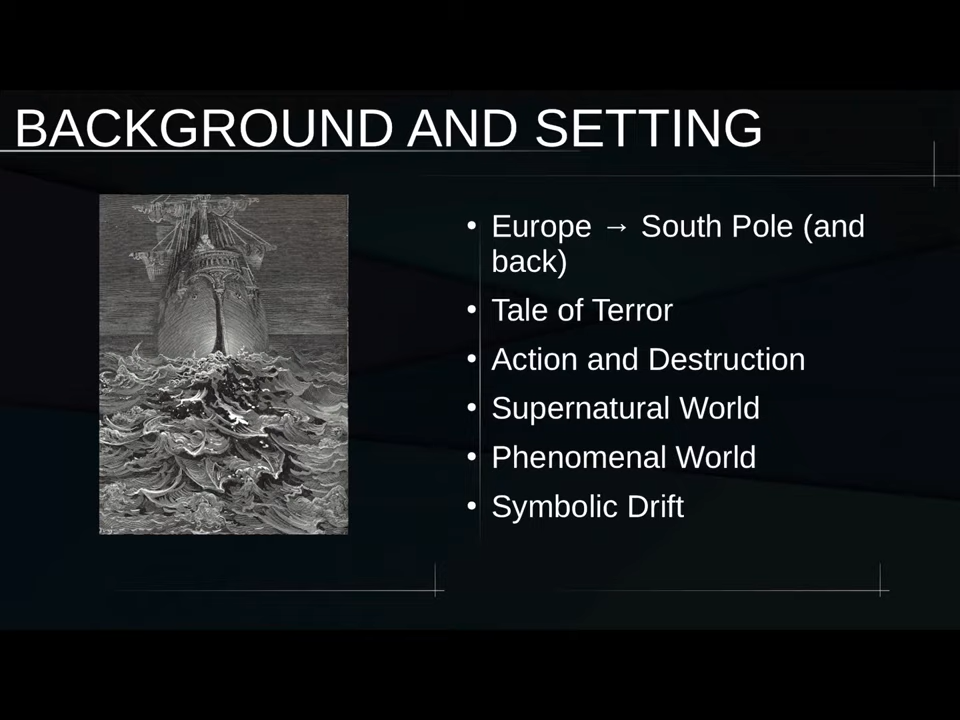 BACKGROUND AND SETTING
• Europe → South Pole (and
back)
• Tale of Terror
• Action and Destruction
• Supernatural World
• Phenomenal World
• Symbolic Drift